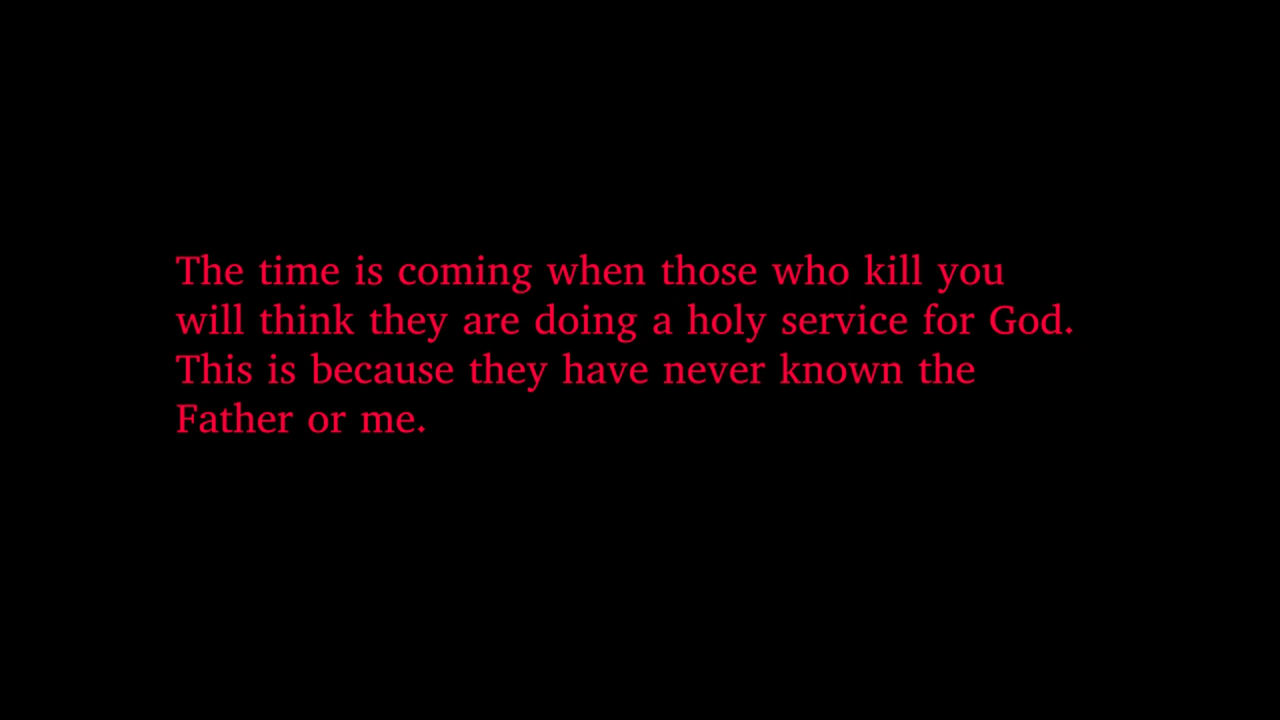 The time is coming when those who kill you
will think they are doing a holy service for God.
This is because they have never known the
Father or me.